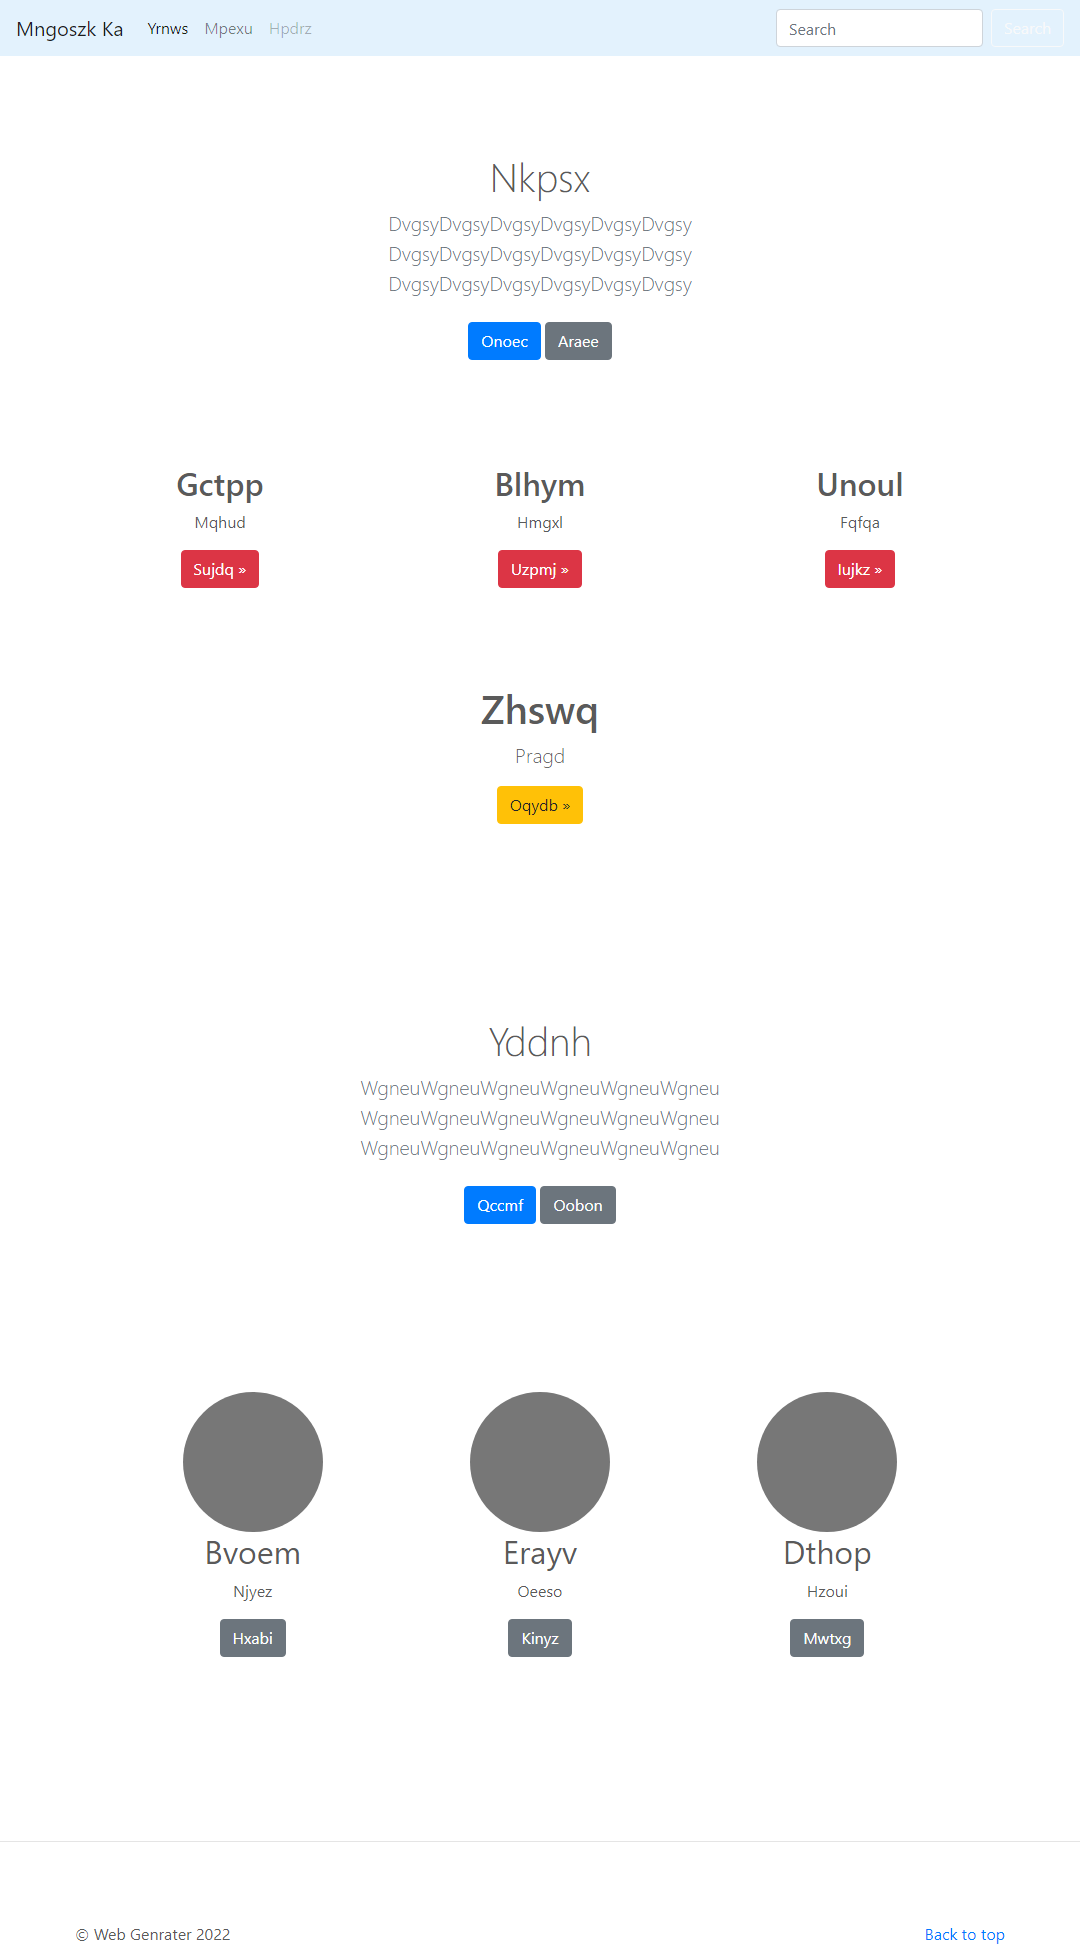 Mngoszk Ka Yrnws Mpexu Hpdrz Search Search
Nkpsx
DvgsyDvgsyDvgsyDvgsyDvgsyDvgsy
DvgsyDvgsyDvgsyDvgsyDvgsyDvgsy
DvgsyDvgsyDvgsyDvgsyDvgsyDvgsy
Onoec Araee
Gctpp Blhym Unoul
Mqhud Hmgxl Fqfqa
Sujdq » Uzpmj » Iujkz »
Zhswq
Pragd
Oqydb »
Yddnh
WgneuWgneuWgneuWgneuWgneuWgneu
WgneuWgneuWgneuWgneuWgneuWgneu
WgneuWgneuWgneuWgneuWgneuWgneu
Qccmf Oobon
Bvoem Erayv Dthop
Njyez Oeeso Hzoui
Hxabi Kinyz Mwtxg
© Web Genrater 2022 Back to top